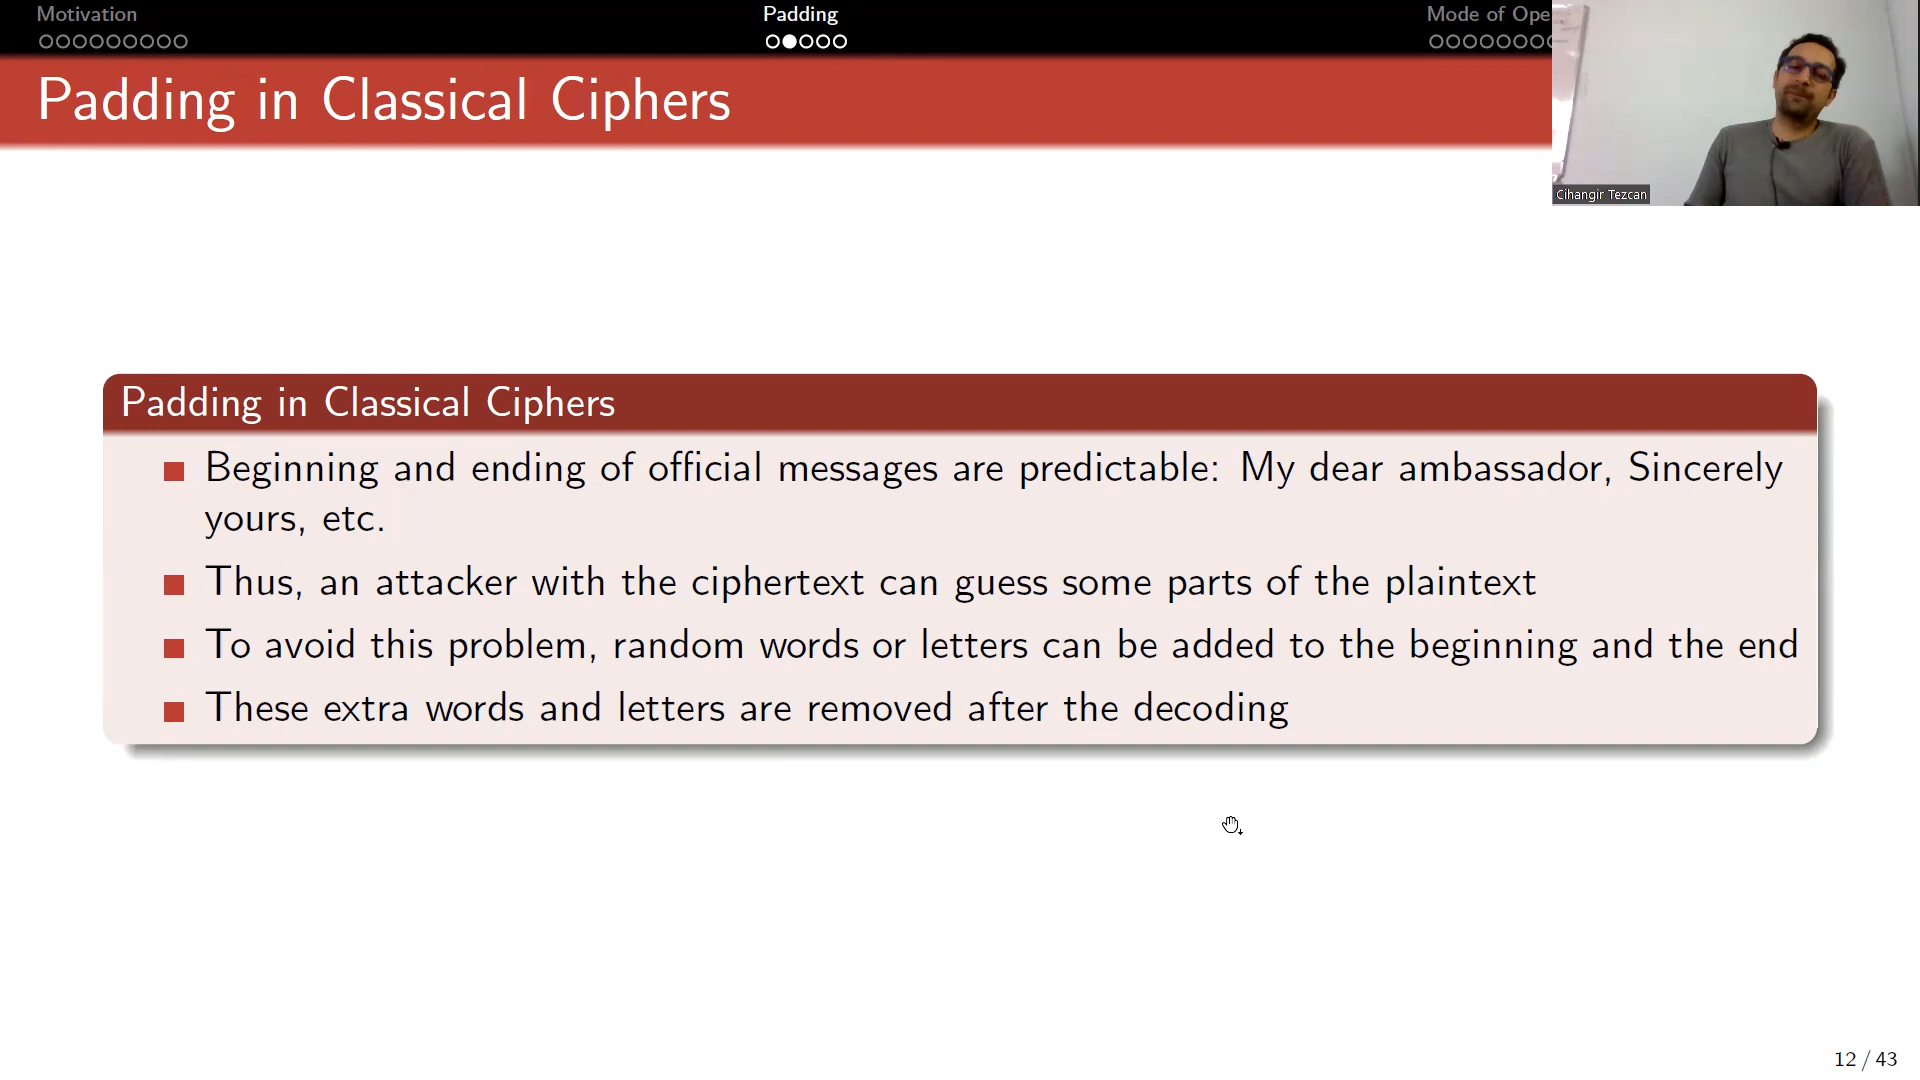 Motivation
Padding
Mode of Ope
Padding in Classical Ciphers
Cihangir Tezcan
Padding in Classical Ciphers
Beginning and ending of official messages are predictable: My dear ambassador, Sincerely
yours, etc.
Thus, an attacker with the ciphertext can guess some parts of the plaintext
To avoid this problem, random words or letters can be added to the beginning and the end
These extra words and letters are removed after the decoding
12 / 43